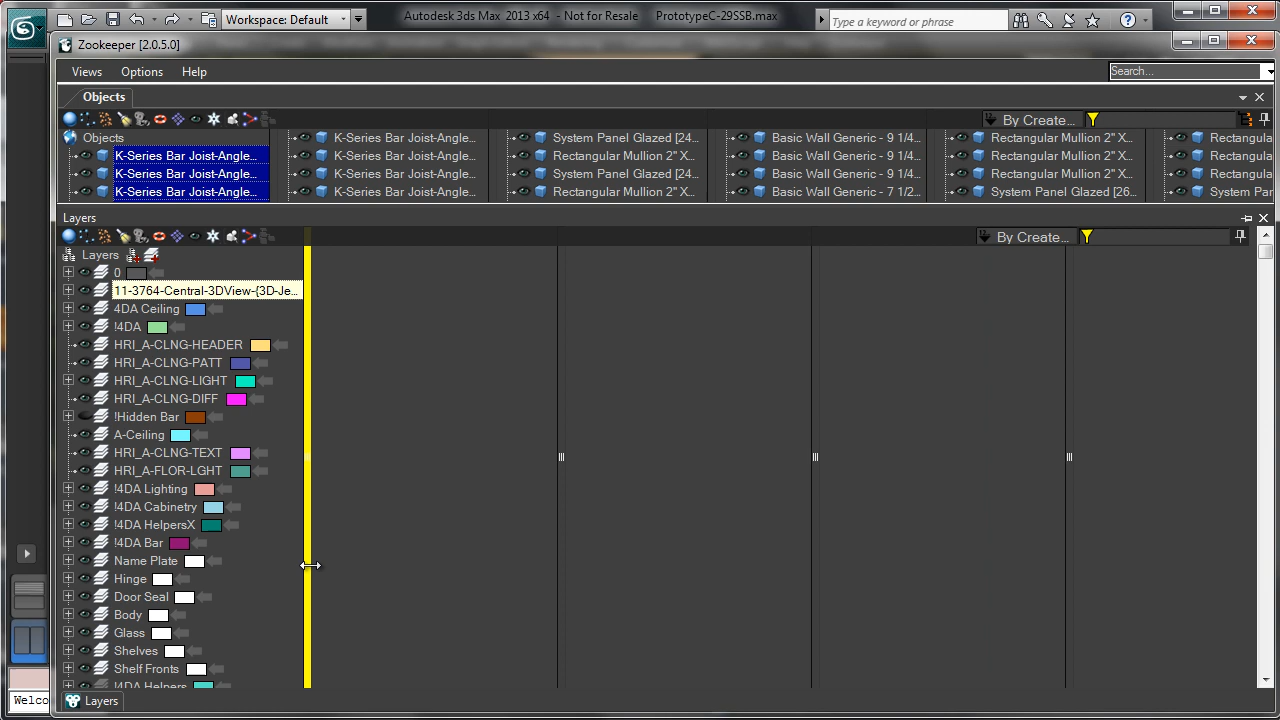 Workspace: Default
Autodesk 3ds Max 2013 x64 - Not for Resale PrototypeC-29SSB.max
Type a keyword or phrase
Zookeeper [2.0.5.0]
Views Options Help
Search...
Objects
By Create...
Objects
K-Series Bar Joist-Angle... System Panel Glazed [24... Basic Wall Generic - 9 1/4... Rectangular Mullion 2" X... Rectangula
K-Series Bar Joist-Angle... K-Series Bar Joist-Angle... Rectangular Mullion 2" X... Basic Wall Generic - 9 1/4... Rectangular Mullion 2" X... Rectangula
K-Series Bar Joist-Angle... K-Series Bar Joist-Angle... System Panel Glazed [24... Basic Wall Generic - 9 1/4... Rectangular Mullion 2" X... Rectangula
K-Series Bar Joist-Angle... K-Series Bar Joist-Angle... Rectangular Mullion 2" X... Basic Wall Generic - 7 1/2... System Panel Glazed [26... System Pan
Layers
By Create...
Layers
0
11-3764-Central-3DView-{3D-Je...
4DA Ceiling
!4DA
HRI_A-CLNG-HEADER
HRI_A-CLNG-PATT
HRI_A-CLNG-LIGHT
HRI_A-CLNG-DIFF
!Hidden Bar
A-Ceiling
HRI_A-CLNG-TEXT
HRI_A-FLOR-LGHT
!4DA Lighting
!4DA Cabinetry
!4DA HelpersX
!4DA Bar
Name Plate
Hinge
Door Seal
Body
Glass
Shelves
Shelf Fronts
!4DA Helpers
Layers
Welco